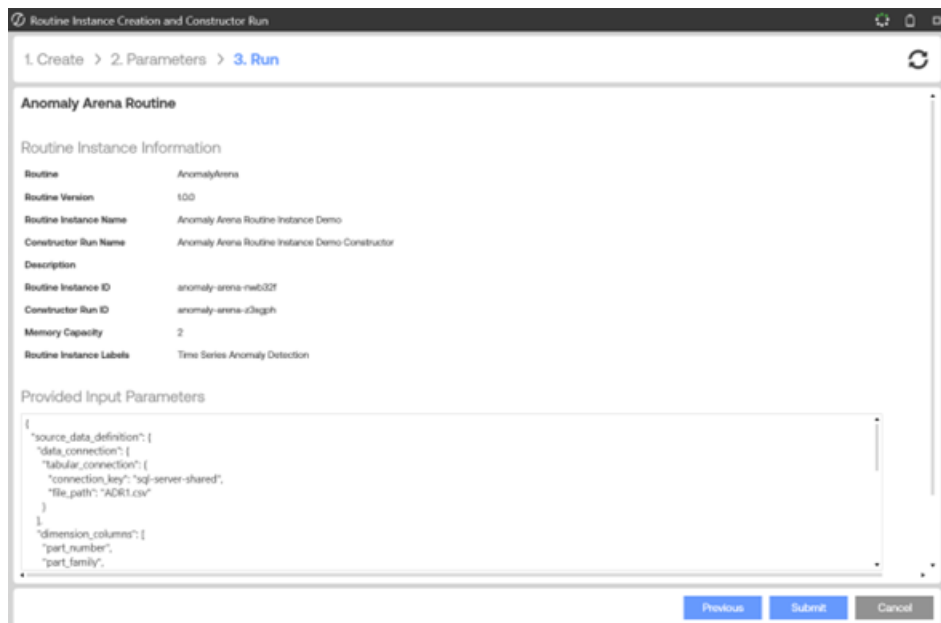 Routine Instance Creation and Constructor Run
1. Create > 2. Parameters > 3. Run
Anomaly Arena Routine
Routine Instance Information
Routine AnomalyArena
Routine Version 1.0.0
Routine Instance Name Anomaly Arena Routine Instance Demo
Constructor Run Name Anomaly Arena Routine Instance Demo Constructor
Description
Routine Instance ID anomaly-arena-nwb32f
Constructor Run ID anomaly-arena-z3sgph
Memory Capacity 2
Routine Instance Labels Time Series Anomaly Detection
Provided Input Parameters
{
"source_data_definition": {
"data_connection": {
"tabular_connection": {
"connection_key": "sql-server-shared",
"file_path": "ADR1.csv"
}
},
"dimension_columns": [
"part_number",
"part_family",
Previous Submit Cancel